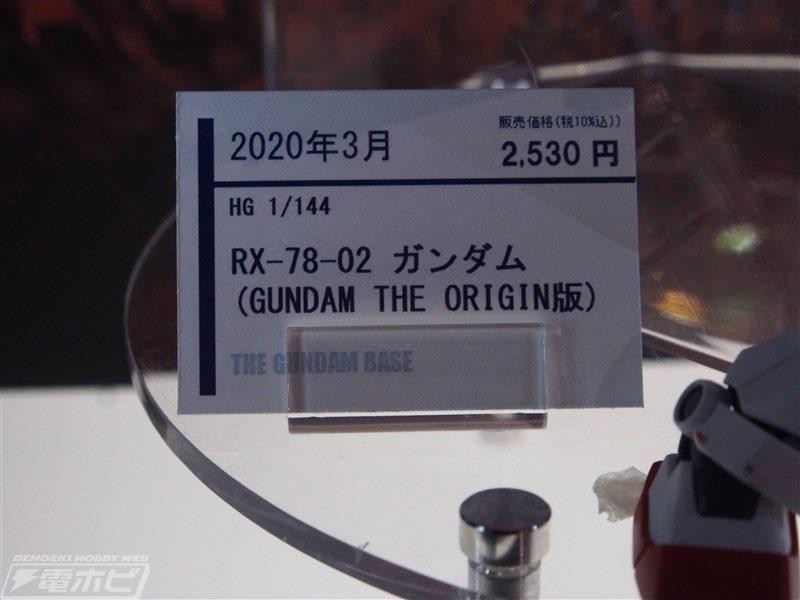 販売価格(税10%込))
2020年3月
2,530 円
HG 1/144
RX-78-02 ガンダム
(GUNDAM THE ORIGIN版)
THE GUNDAM BASE
DENGEKI HOBBY WEB
電ホビ